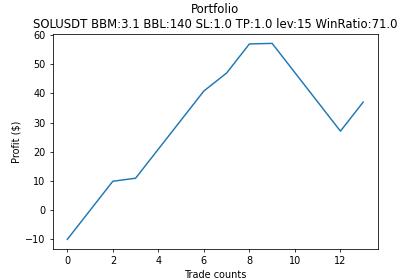 Portfolio
SOLUSDT BBM:3.1 BBL:140 SL:1.0 TP:1.0 lev:15 WinRatio:71.0
60
50
40
30
20
10
0
−10
Profit ($)
0 2 4 6 8 10 12
Trade counts